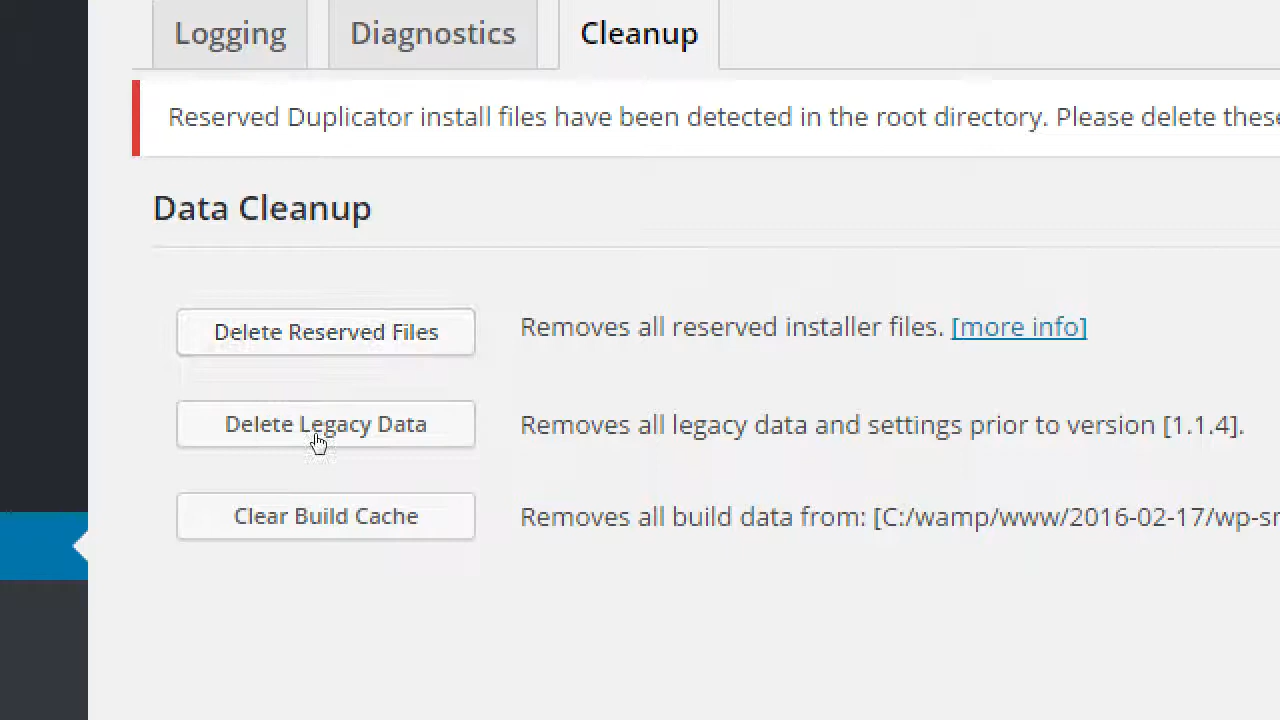 Logging
Diagnostics
Cleanup
Reserved Duplicator install files have been detected in the root directory. Please delete these
Data Cleanup
Delete Reserved Files
Removes all reserved installer files. [more info]
Delete Legacy Data
Removes all legacy data and settings prior to version [1.1.4].
Clear Build Cache
Removes all build data from: [C:/wamp/www/2016-02-17/wp-sn